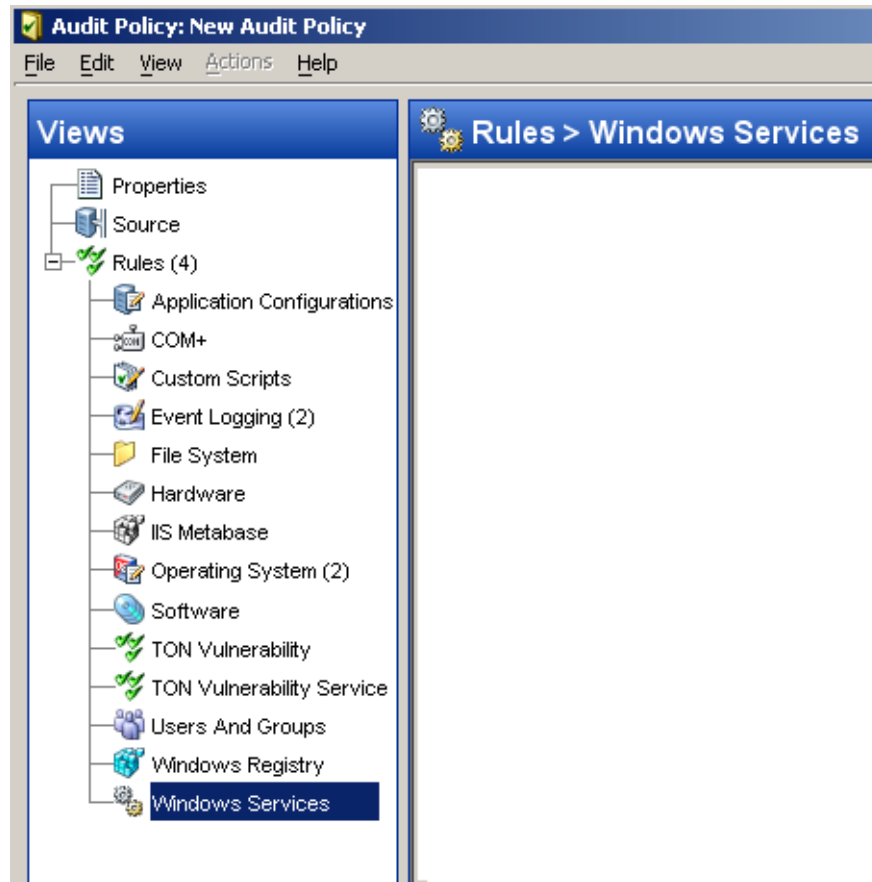 Audit Policy: New Audit Policy
File Edit View Actions Help
Views
Properties
Source
Rules (4)
Application Configurations
COM+
Custom Scripts
Event Logging (2)
File System
Hardware
IIS Metabase
Operating System (2)
Software
TON Vulnerability
TON Vulnerability Service
Users And Groups
Windows Registry
Windows Services
Rules > Windows Services